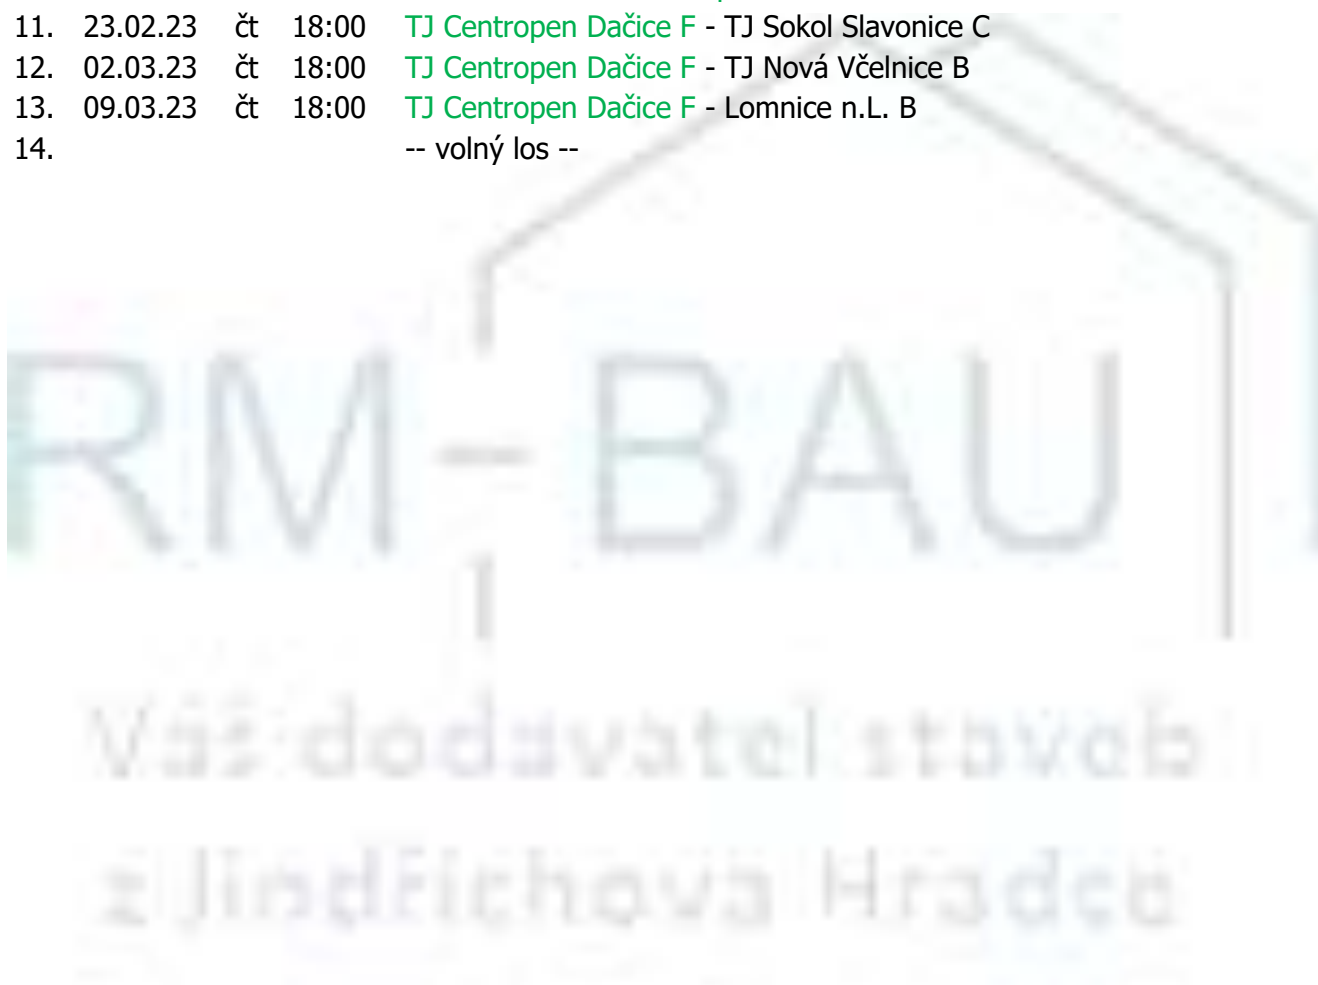 11. 23.02.23 čt 18:00 TJ Centropen Dačice F - TJ Sokol Slavonice C
12. 02.03.23 čt 18:00 TJ Centropen Dačice F - TJ Nová Včelnice B
13. 09.03.23 čt 18:00 TJ Centropen Dačice F - Lomnice n.L. B
14. -- volný los --
RM-BAU
Váš dodavatel staveb
z Jindřichova Hradce